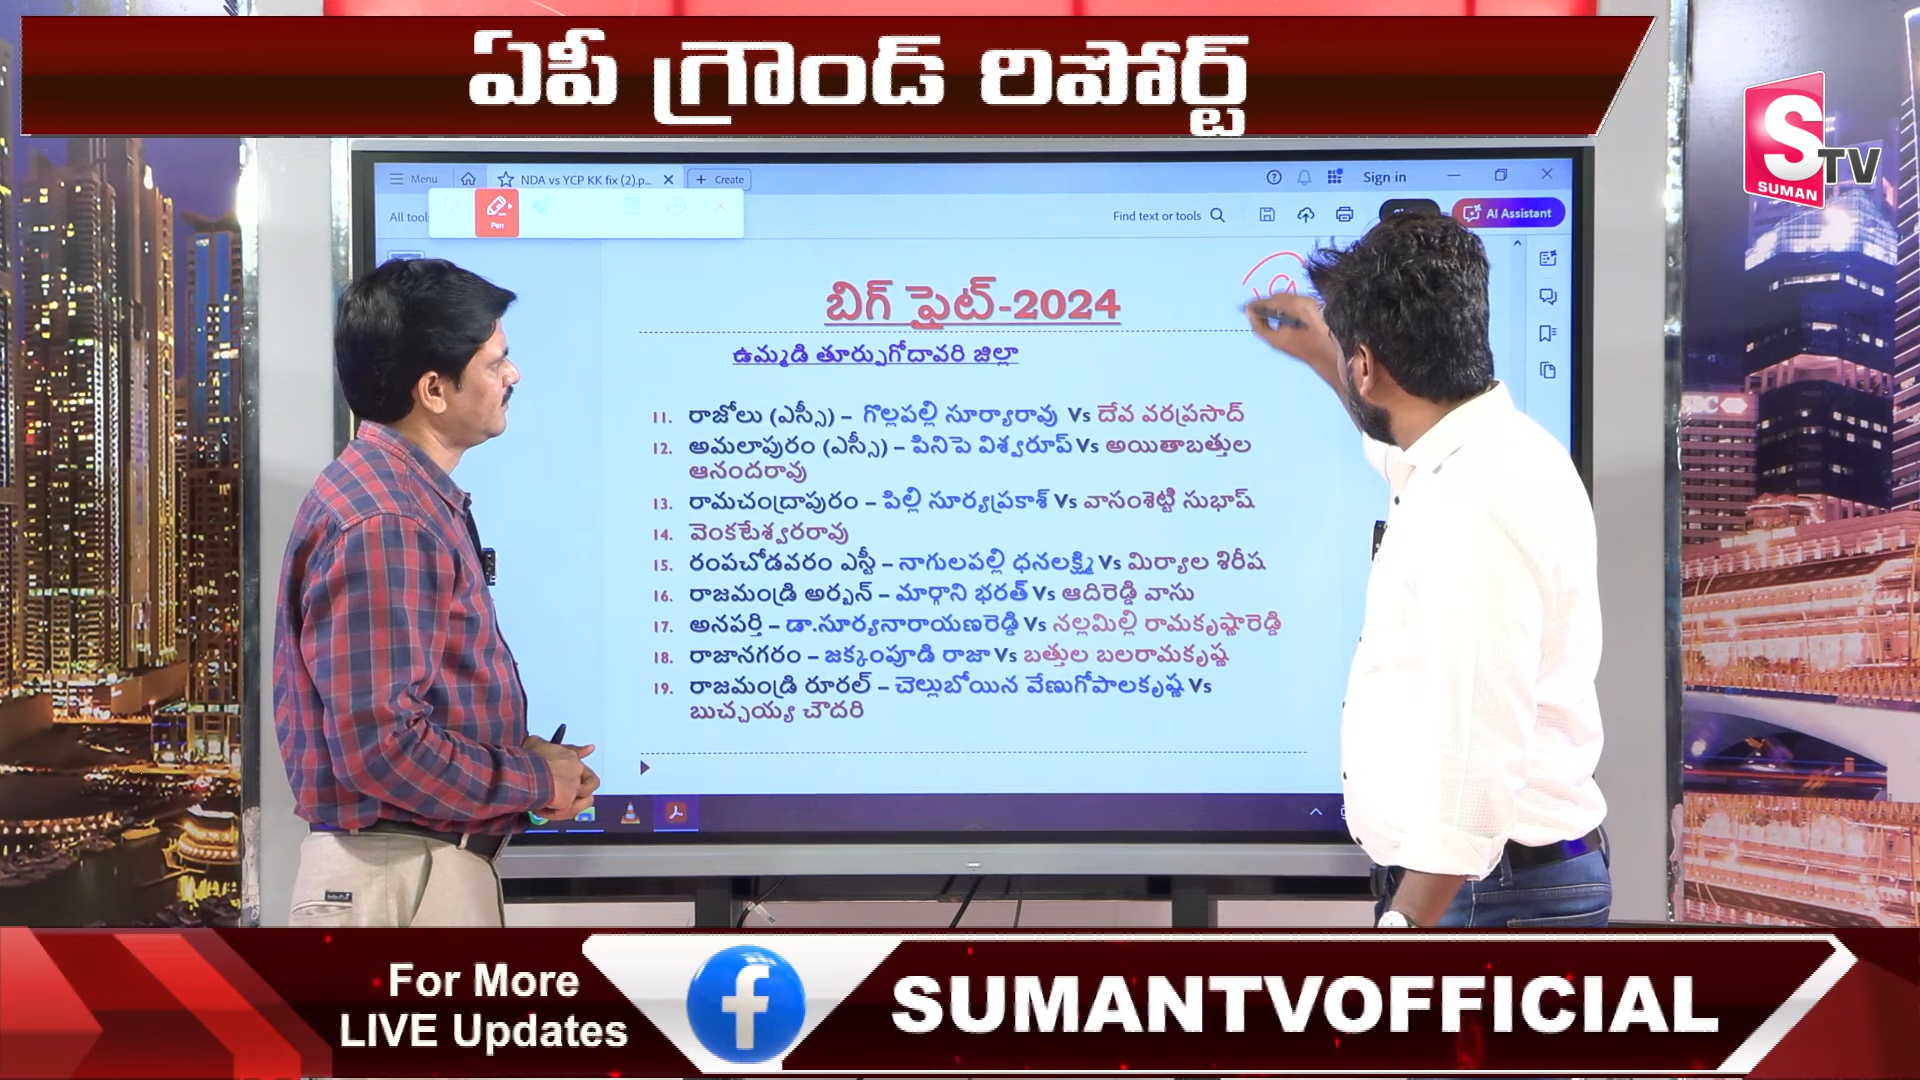 ఏపీ గ్రౌండ్ రిపోర్ట్
S TV
SUMAN
Menu
NDA vs YCP KK fix (2).p...
+ Create
Sign in
All tools
Pen
Find text or tools
AI Assistant
బిగ్ ఫైట్-2024
ఉమ్మడి తూర్పుగోదావరి జిల్లా
11. రాజోలు (ఎస్సీ) – గొల్లపల్లి సూర్యారావు Vs దేవ వరప్రసాద్
12. అమలాపురం (ఎస్సీ) – పినిపె విశ్వరూప్ Vs అయితాబత్తుల
ఆనందరావు
13. రామచంద్రాపురం – పిల్లి సూర్యప్రకాశ్ Vs వాసంశెట్టి సుభాష్
14. వెంకటేశ్వరరావు
15. రంపచోడవరం ఎస్టీ – నాగులపల్లి ధనలక్ష్మి Vs మిర్యాల శిరీష
16. రాజమండ్రి అర్బన్ – మార్గాని భరత్ Vs ఆదిరెడ్డి వాసు
17. అనపర్తి – డా.సూర్యనారాయణరెడ్డి Vs నల్లమిల్లి రామకృష్ణారెడ్డి
18. రాజానగరం – జక్కంపూడి రాజా Vs బత్తుల బలరామకృష్ణ
19. రాజమండ్రి రూరల్ – చెల్లుబోయిన వేణుగోపాలకృష్ణ Vs
బుచ్చయ్య చౌదరి
For More
LIVE Updates
SUMANTVOFFICIAL